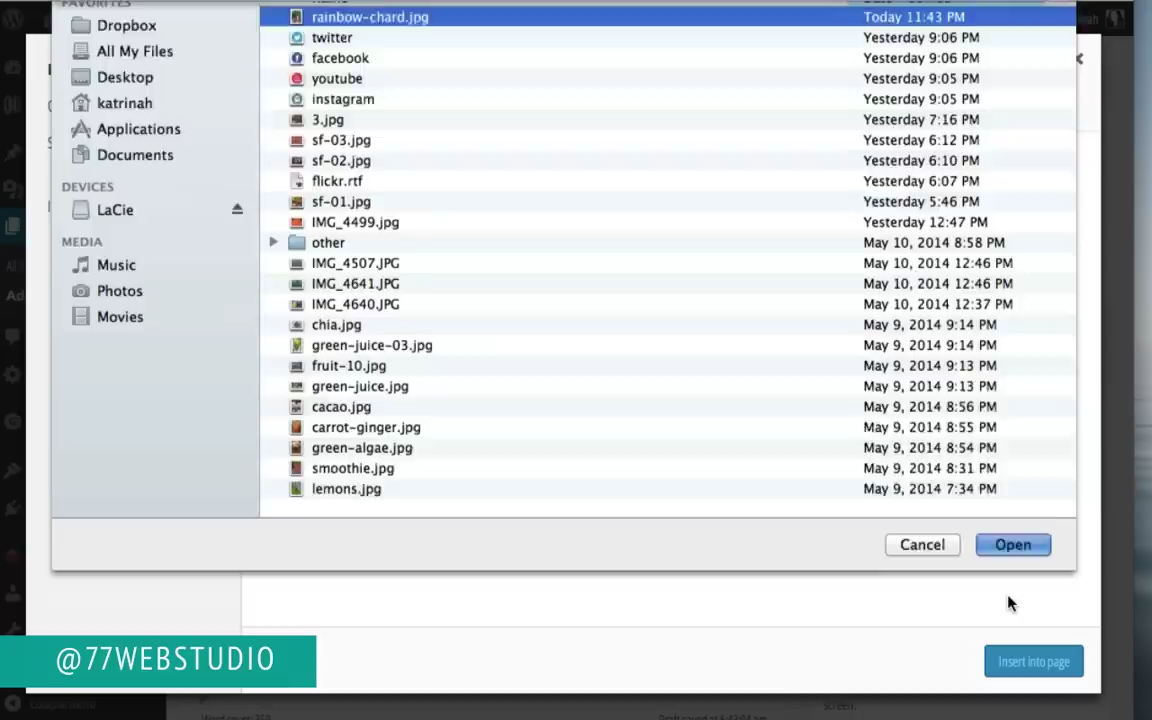 FAVORITES
Dropbox
All My Files
Desktop
katrinah
Applications
Documents
DEVICES
LaCie
MEDIA
Music
Photos
Movies
rainbow-chard.jpg Today 11:43 PM
twitter Yesterday 9:06 PM
facebook Yesterday 9:06 PM
youtube Yesterday 9:05 PM
instagram Yesterday 9:05 PM
3.jpg Yesterday 7:16 PM
sf-03.jpg Yesterday 6:12 PM
sf-02.jpg Yesterday 6:10 PM
flickr.rtf Yesterday 6:07 PM
sf-01.jpg Yesterday 5:46 PM
IMG_4499.jpg Yesterday 12:47 PM
other May 10, 2014 8:58 PM
IMG_4507.JPG May 10, 2014 12:46 PM
IMG_4641.JPG May 10, 2014 12:46 PM
IMG_4640.JPG May 10, 2014 12:37 PM
chia.jpg May 9, 2014 9:14 PM
green-juice-03.jpg May 9, 2014 9:14 PM
fruit-10.jpg May 9, 2014 9:13 PM
green-juice.jpg May 9, 2014 9:13 PM
cacao.jpg May 9, 2014 8:56 PM
carrot-ginger.jpg May 9, 2014 8:55 PM
green-algae.jpg May 9, 2014 8:54 PM
smoothie.jpg May 9, 2014 8:31 PM
lemons.jpg May 9, 2014 7:34 PM
Cancel Open
@77WEBSTUDIO
Insert into page